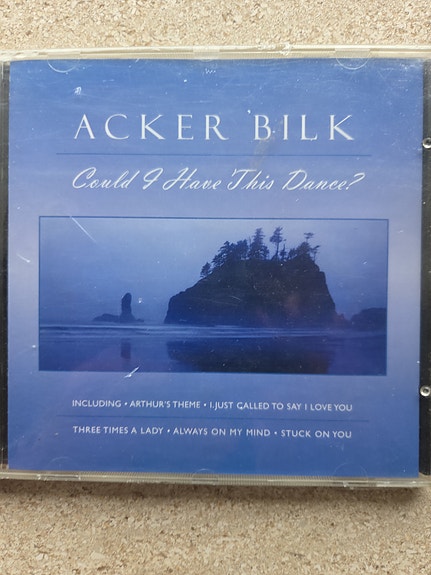 ACKER BILK
Could I Have This Dance?
INCLUDING • ARTHUR'S THEME • I JUST CALLED TO SAY I LOVE YOU
THREE TIMES A LADY • ALWAYS ON MY MIND • STUCK ON YOU